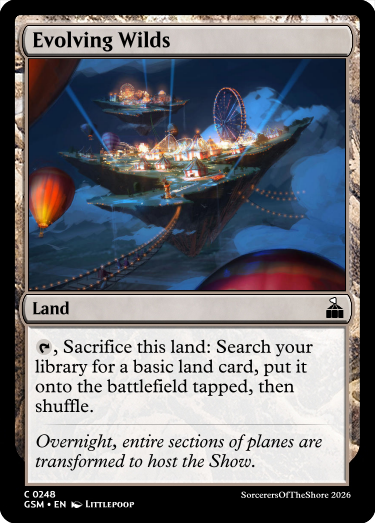 Evolving Wilds
Land
, Sacrifice this land: Search your
library for a basic land card, put it
onto the battlefield tapped, then
shuffle.
Overnight, entire sections of planes are
transformed to host the Show.
C 0248
GSM • EN Littlepoop
SorcerersOfTheShore 2026